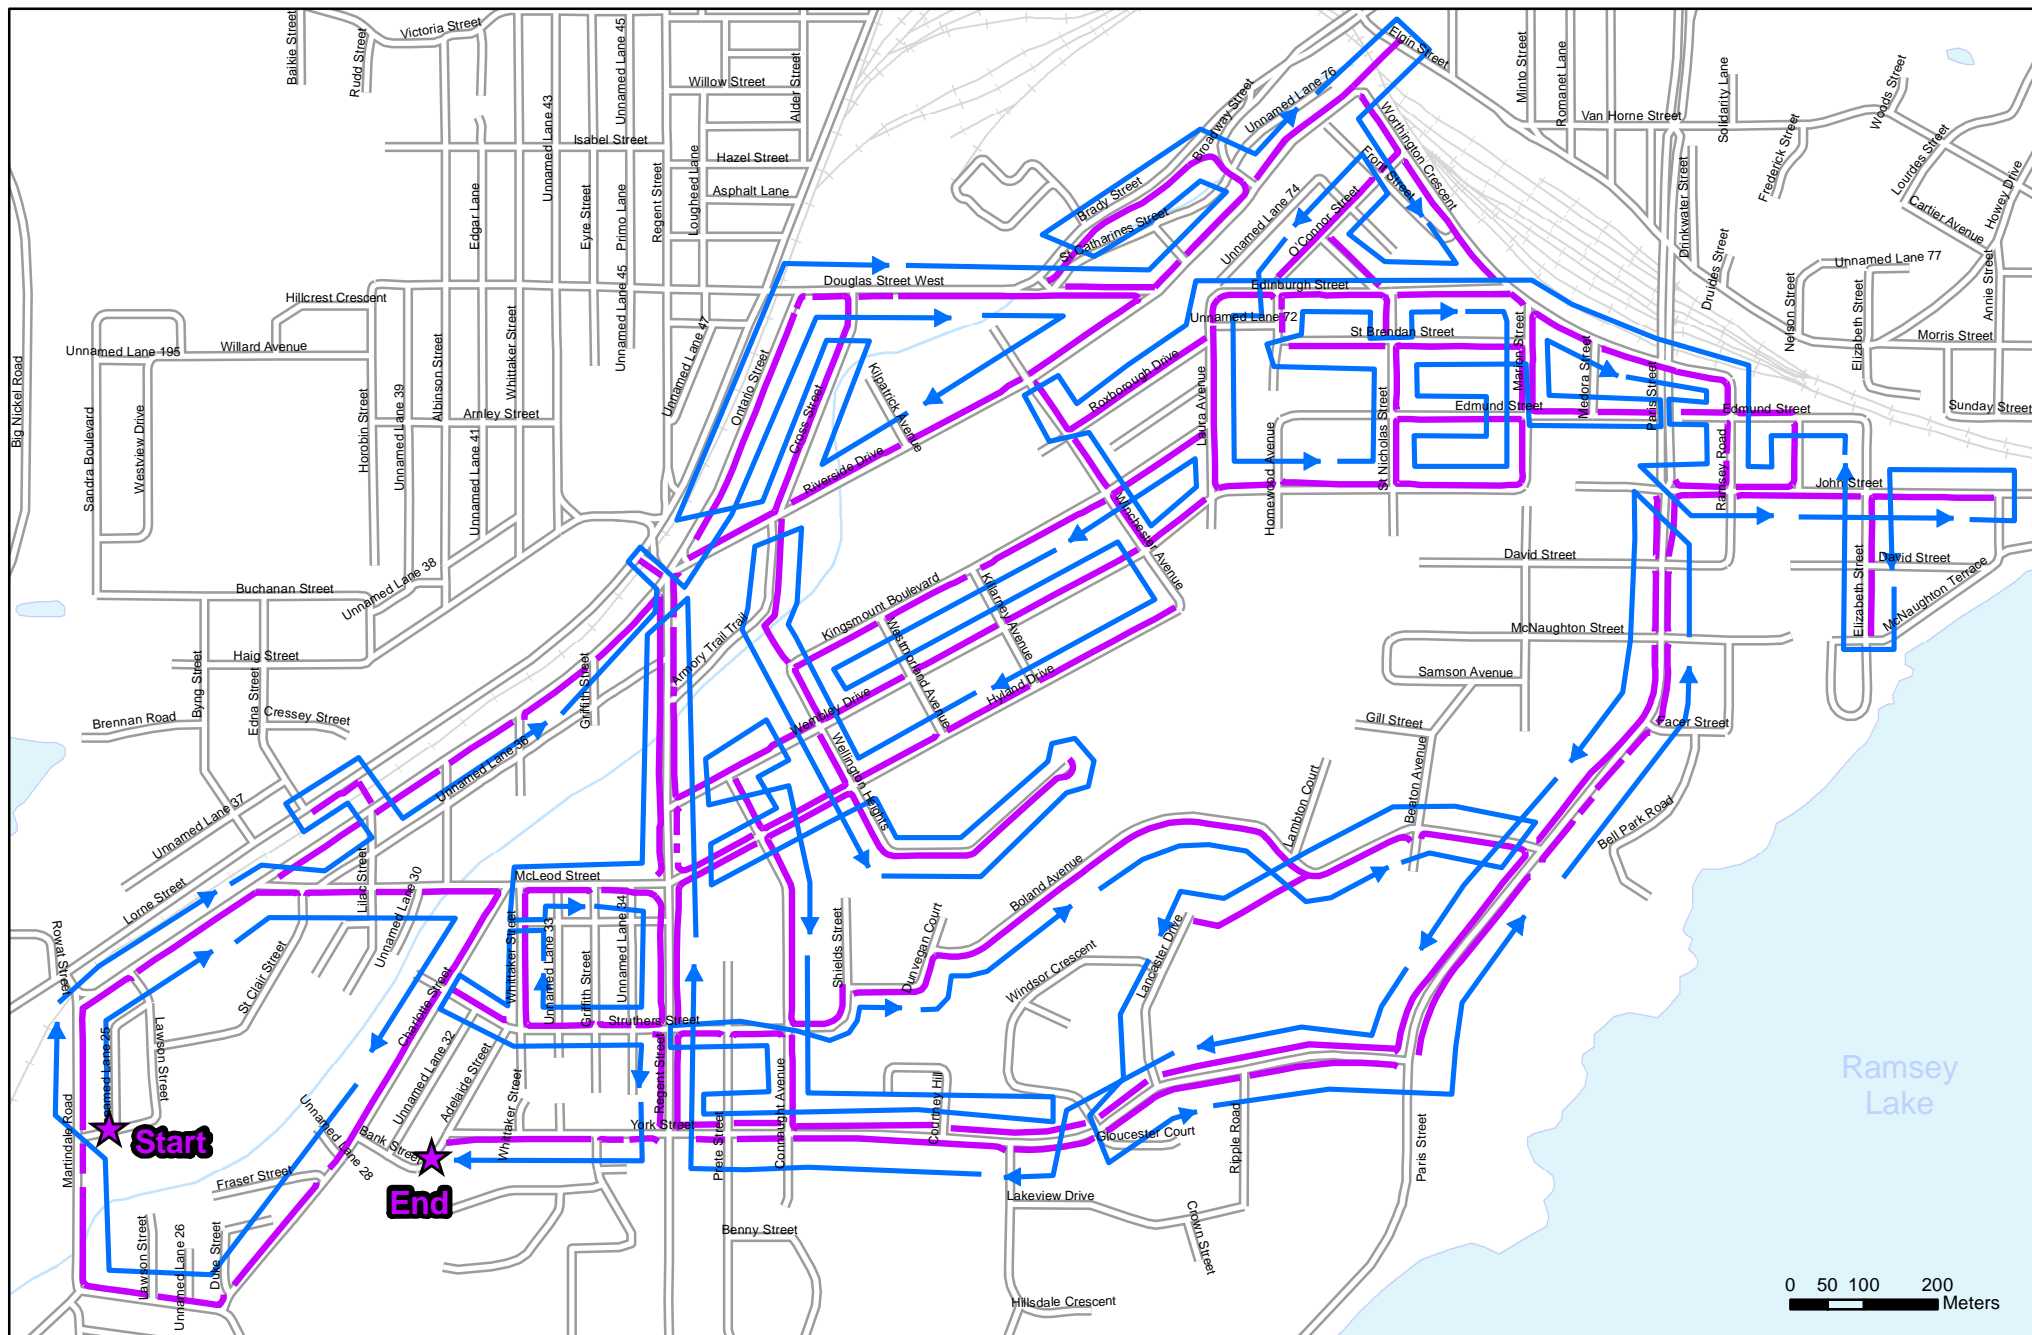 Baikie Street
Rudd Street
Victoria Street
Unnamed Lane 45
Willow Street
Alder Street
Unnamed Lane 43
Isabel Street
Hazel Street
Asphalt Lane
Lougheed Lane
Regent Street
Primo Lane
Eyre Street
Edgar Lane
Elgin Street
Unnamed Lane 76
Broadway Street
Worthington Crescent
Front Street
Minto Street
Romanet Lane
Van Horne Street
Solidarity Lane
Frederick Street
Woods Street
Lourdes Street
Howey Drive
Cartier Avenue
Drinkwater Street
Druides Street
Unnamed Lane 77
Nelson Street
Elizabeth Street
Annie Street
Morris Street
Sunday Street
Brady Street
St Catharines Street
Unnamed Lane 74
O'Connor Street
Douglas Street West
Edinburgh Street
Unnamed Lane 72
St Brendan Street
Hillcrest Crescent
Unnamed Lane 195
Willard Avenue
Big Nickel Road
Sandra Boulevard
Westview Drive
Horobin Street
Unnamed Lane 39
Albinson Street
Whittaker Street
Arnley Street
Unnamed Lane 41
Unnamed Lane 45
Unnamed Lane 47
Ontario Street
Cross Street
Kilpatrick Avenue
Riverside Drive
Roxborough Drive
Laura Avenue
Homewood Avenue
St Nicholas Street
Marion Street
Medora Street
Paris Street
Edmund Street
Edmund Street
Ramsey Road
John Street
David Street
David Street
McNaughton Terrace
Elizabeth Street
McNaughton Street
Samson Avenue
Gill Street
Facer Street
Beaton Avenue
Bell Park Road
Lambton Court
Winchester Avenue
Kingsmount Boulevard
Killarney Avenue
Westmorland Avenue
Hyland Drive
Wembley Drive
Wellington Heights
Armory Trail Trail
Buchanan Street
Unnamed Lane 38
Haig Street
Byng Street
Edna Street
Cressey Street
Brennan Road
Griffith Street
Unnamed Lane 36
Unnamed Lane 37
Lorne Street
Lilac Street
Unnamed Lane 30
McLeod Street
Rowat Street
St Clair Street
Charlotte Street
Whittaker Street
Unnamed Lane 33
Griffith Street
Unnamed Lane 34
Struthers Street
Shields Street
Dunvegan Court
Boland Avenue
Windsor Crescent
Lancaster Drive
Lawson Street
Martindale Road
Unnamed Lane 32
Adelaide Street
Whittaker Street
Regent Street
York Street
Prete Street
Connaught Avenue
Courtney Hill
Gloucester Court
Ripple Road
Paris Street
Unnamed Lane 28
Bank Street
Fraser Street
Lawson Street
Unnamed Lane 26
Duke Street
Benny Street
Lakeview Drive
Crown Street
Hillsdale Crescent
Start
End
Ramsey
Lake
0 50 100 200
Meters